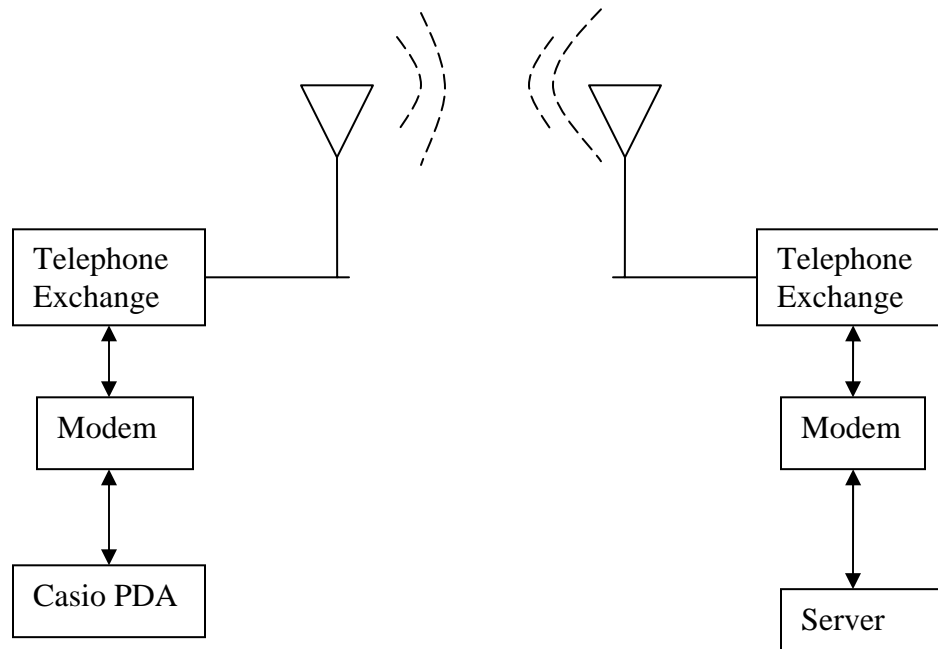 Telephone
Exchange
Telephone
Exchange
Modem
Modem
Casio PDA
Server